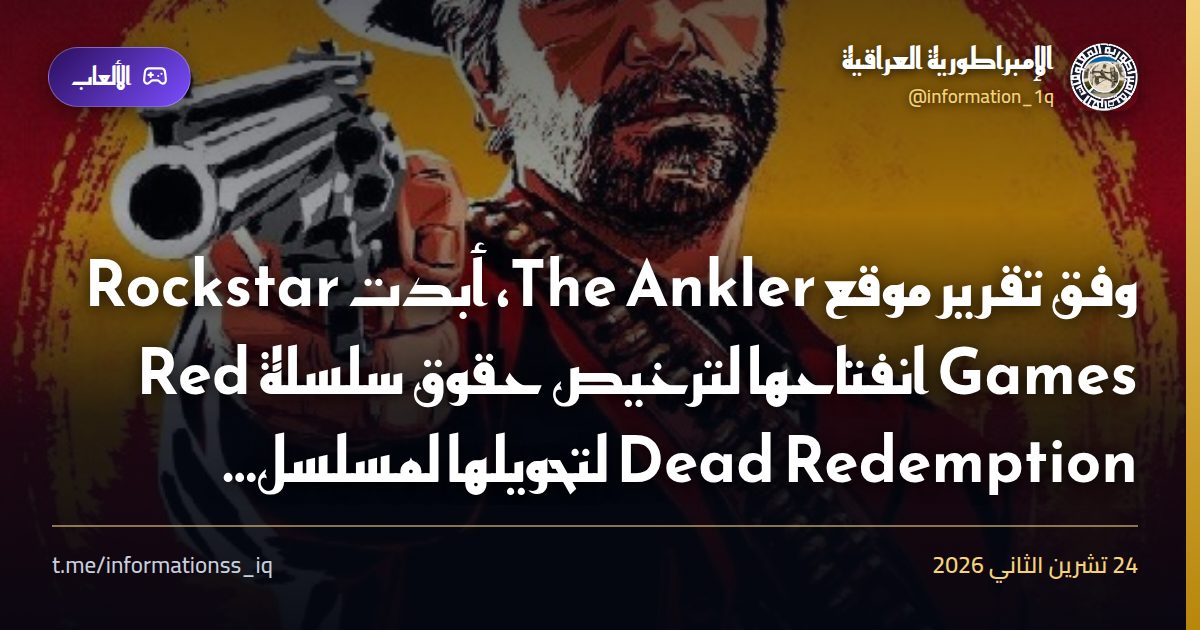 الإمبراطورية العراقية
@information_1q
الألعاب
وفق تقرير موقع The Ankler، أبدت Rockstar
Games انفتاحها لترخيص حقوق سلسلة Red
Dead Redemption لتحويلها لمسلسل...
24 تشرين الثاني 2026
t.me/informationss_iq